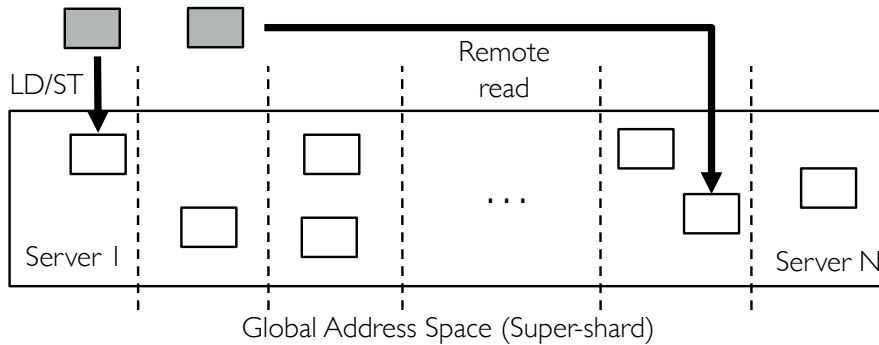 LD/ST
Remote
read
. . .
Server 1
Server N
Global Address Space (Super-shard)